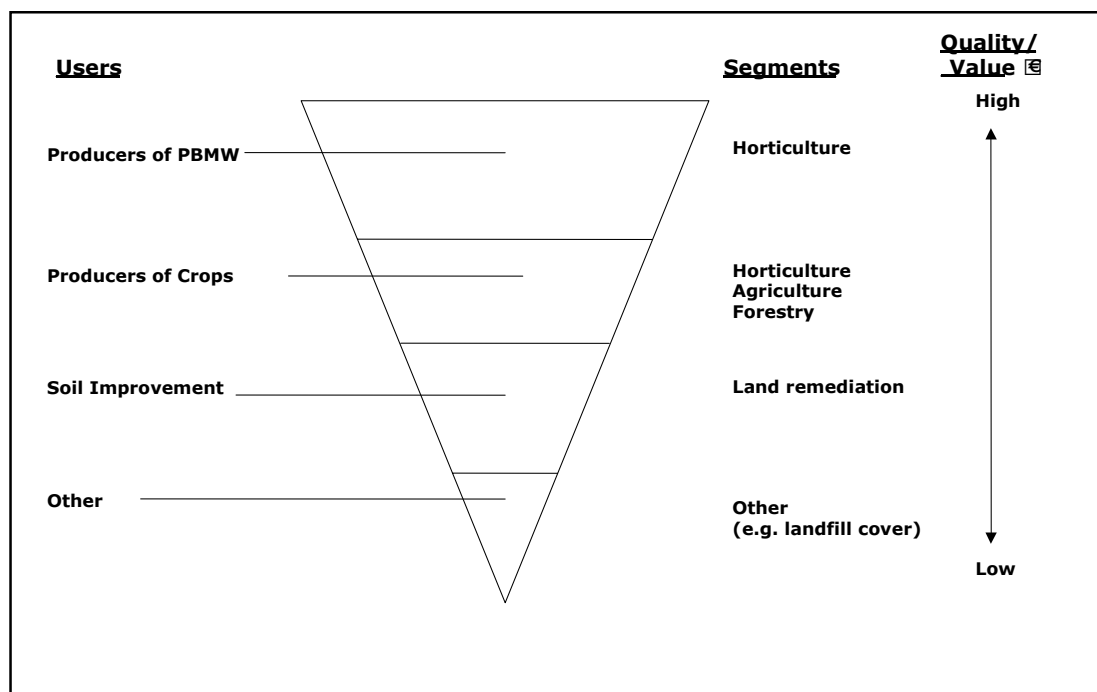 Users
Segments
Quality/
Value €
High
Producers of PBMW
Horticulture
Producers of Crops
Horticulture
Agriculture
Forestry
Soil Improvement
Land remediation
Other
Other
(e.g. landfill cover)
Low